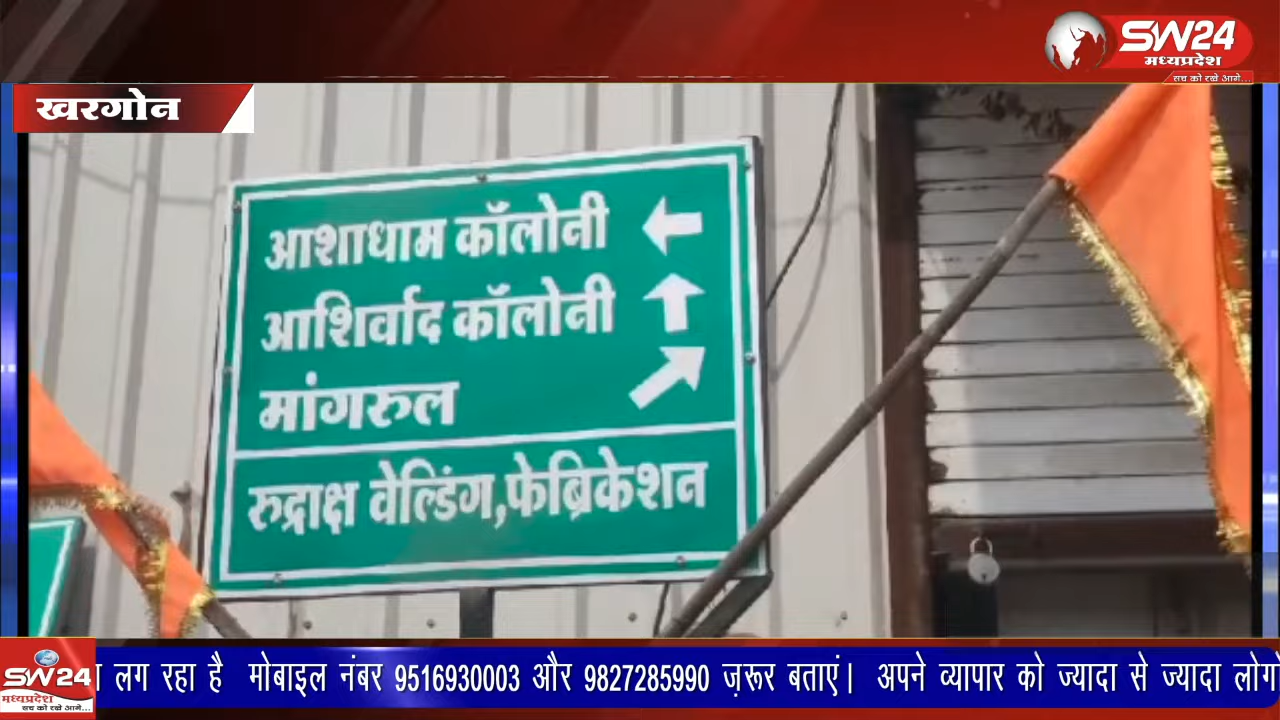 SW24
मध्यप्रदेश
सच को रखे आगे...
खरगोन
आशाधाम कॉलोनी
आशिर्वाद कॉलोनी
मांगरुल
रुद्राक्ष वेल्डिंग,फेब्रिकेशन
SW24
मध्यप्रदेश
सच को रखे आगे...
लग रहा है मोबाइल नंबर 9516930003 और 9827285990 ज़रूर बताएं। अपने व्यापार को ज्यादा से ज्यादा लोगा